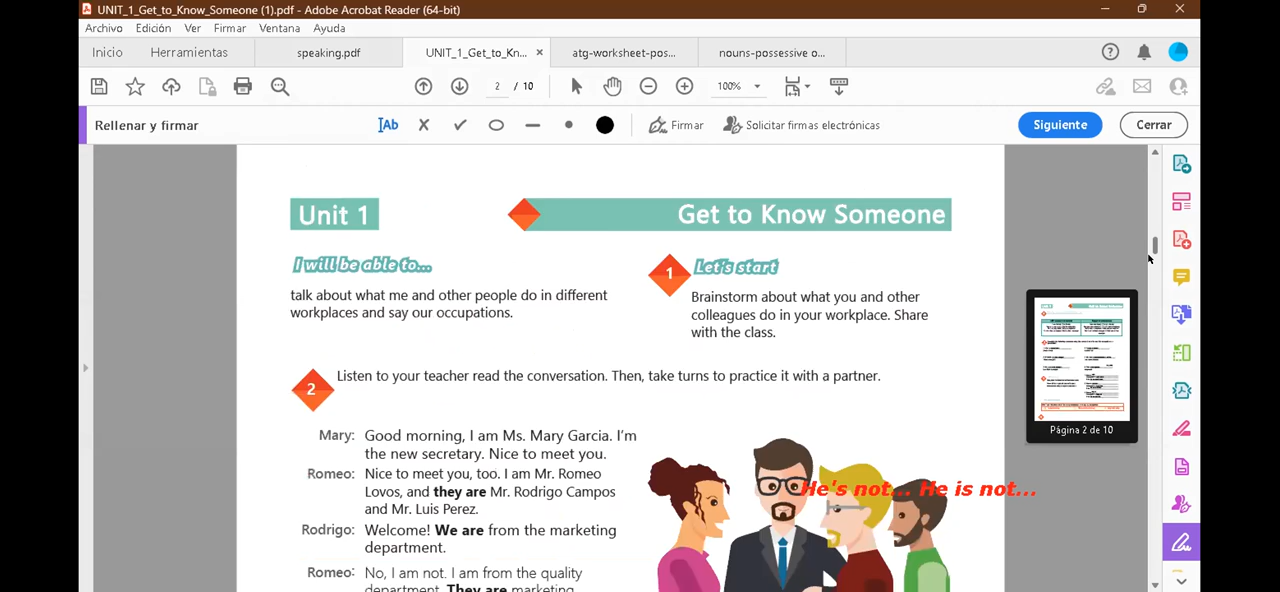 UNIT_1_Get_to_Know_Someone (1).pdf - Adobe Acrobat Reader (64-bit)
Archivo Edición Ver Firmar Ventana Ayuda
Inicio Herramientas speaking.pdf UNIT_1_Get_to_Kn... atg-worksheet-pos... nouns-possessive o...
2 / 10 100%
Rellenar y firmar Ab Firmar Solicitar firmas electrónicas Siguiente Cerrar
Unit 1 Get to Know Someone
I will be able to...
talk about what me and other people do in different
workplaces and say our occupations.
1 Let's start
Brainstorm about what you and other
colleagues do in your workplace. Share
with the class.
2 Listen to your teacher read the conversation. Then, take turns to practice it with a partner.
Mary: Good morning, I am Ms. Mary Garcia. I'm
the new secretary. Nice to meet you.
Romeo: Nice to meet you, too. I am Mr. Romeo
Lovos, and they are Mr. Rodrigo Campos
and Mr. Luis Perez.
Rodrigo: Welcome! We are from the marketing
department.
Romeo: No, I am not. I am from the quality
department. They are marketing
He's not... He is not...
Página 2 de 10